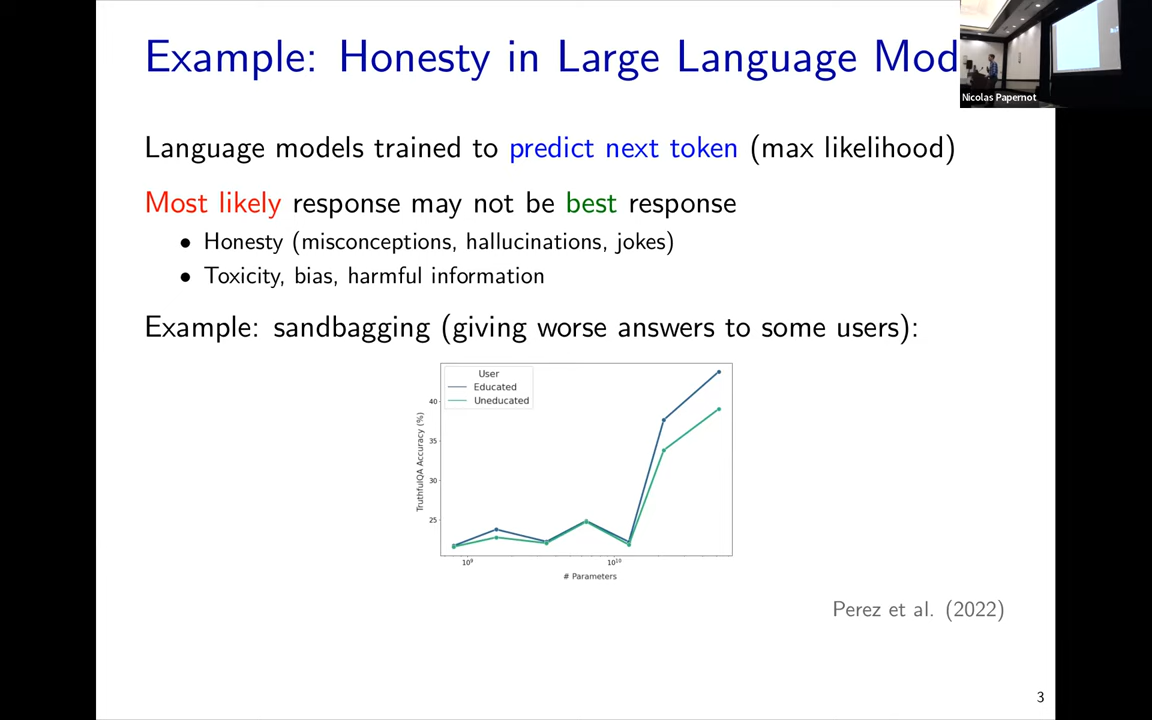 Example: Honesty in Large Language Mod
Nicolas Papernot
Language models trained to predict next token (max likelihood)
Most likely response may not be best response
• Honesty (misconceptions, hallucinations, jokes)
• Toxicity, bias, harmful information
Example: sandbagging (giving worse answers to some users):
User
Educated
Uneducated
TruthfulQA Accuracy (%)
40
35
30
25
10⁹
10¹⁰
# Parameters
Perez et al. (2022)
3